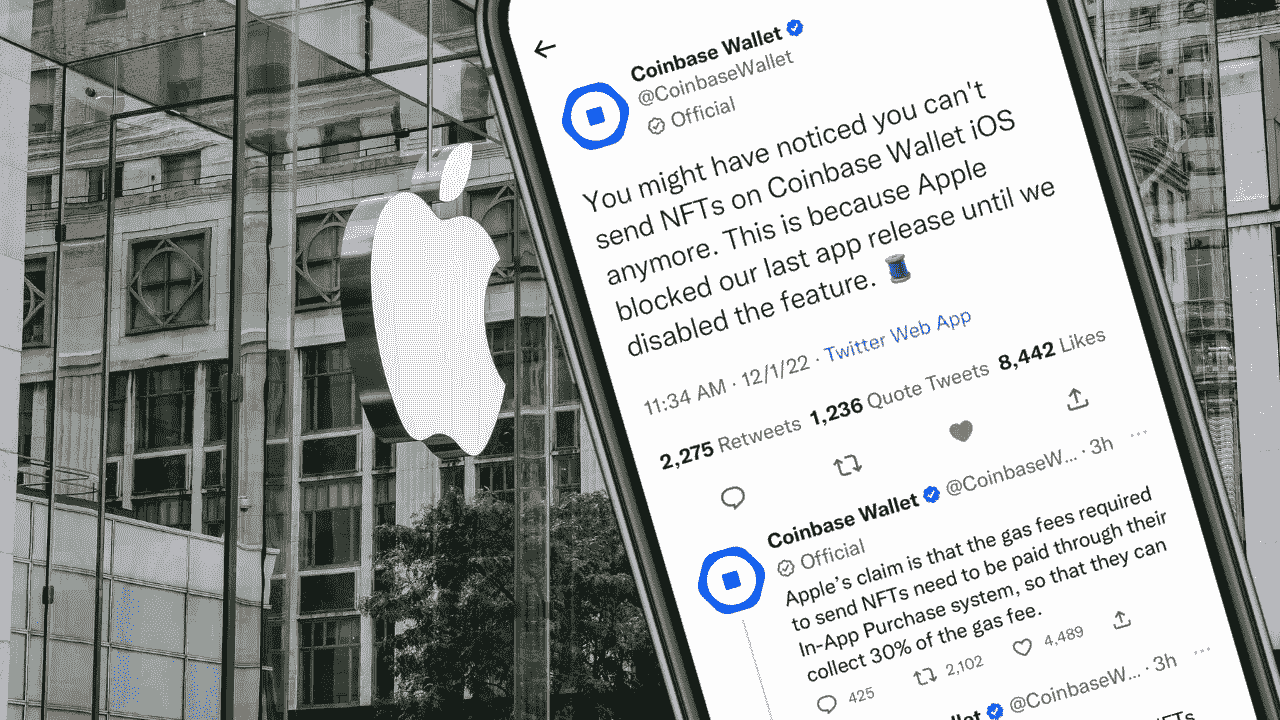 Coinbase Wallet
@CoinbaseWallet
Official
You might have noticed you can't
send NFTs on Coinbase Wallet iOS
anymore. This is because Apple
blocked our last app release until we
disabled the feature. 🧵
11:34 AM · 12/1/22 · Twitter Web App
2,275 Retweets 1,236 Quote Tweets 8,442 Likes
Coinbase Wallet @CoinbaseW... · 3h ...
Official
Apple's claim is that the gas fees required
to send NFTs need to be paid through their
In-App Purchase system, so that they can
collect 30% of the gas fee.
425 2,102 4,489
@CoinbaseW... · 3h ...